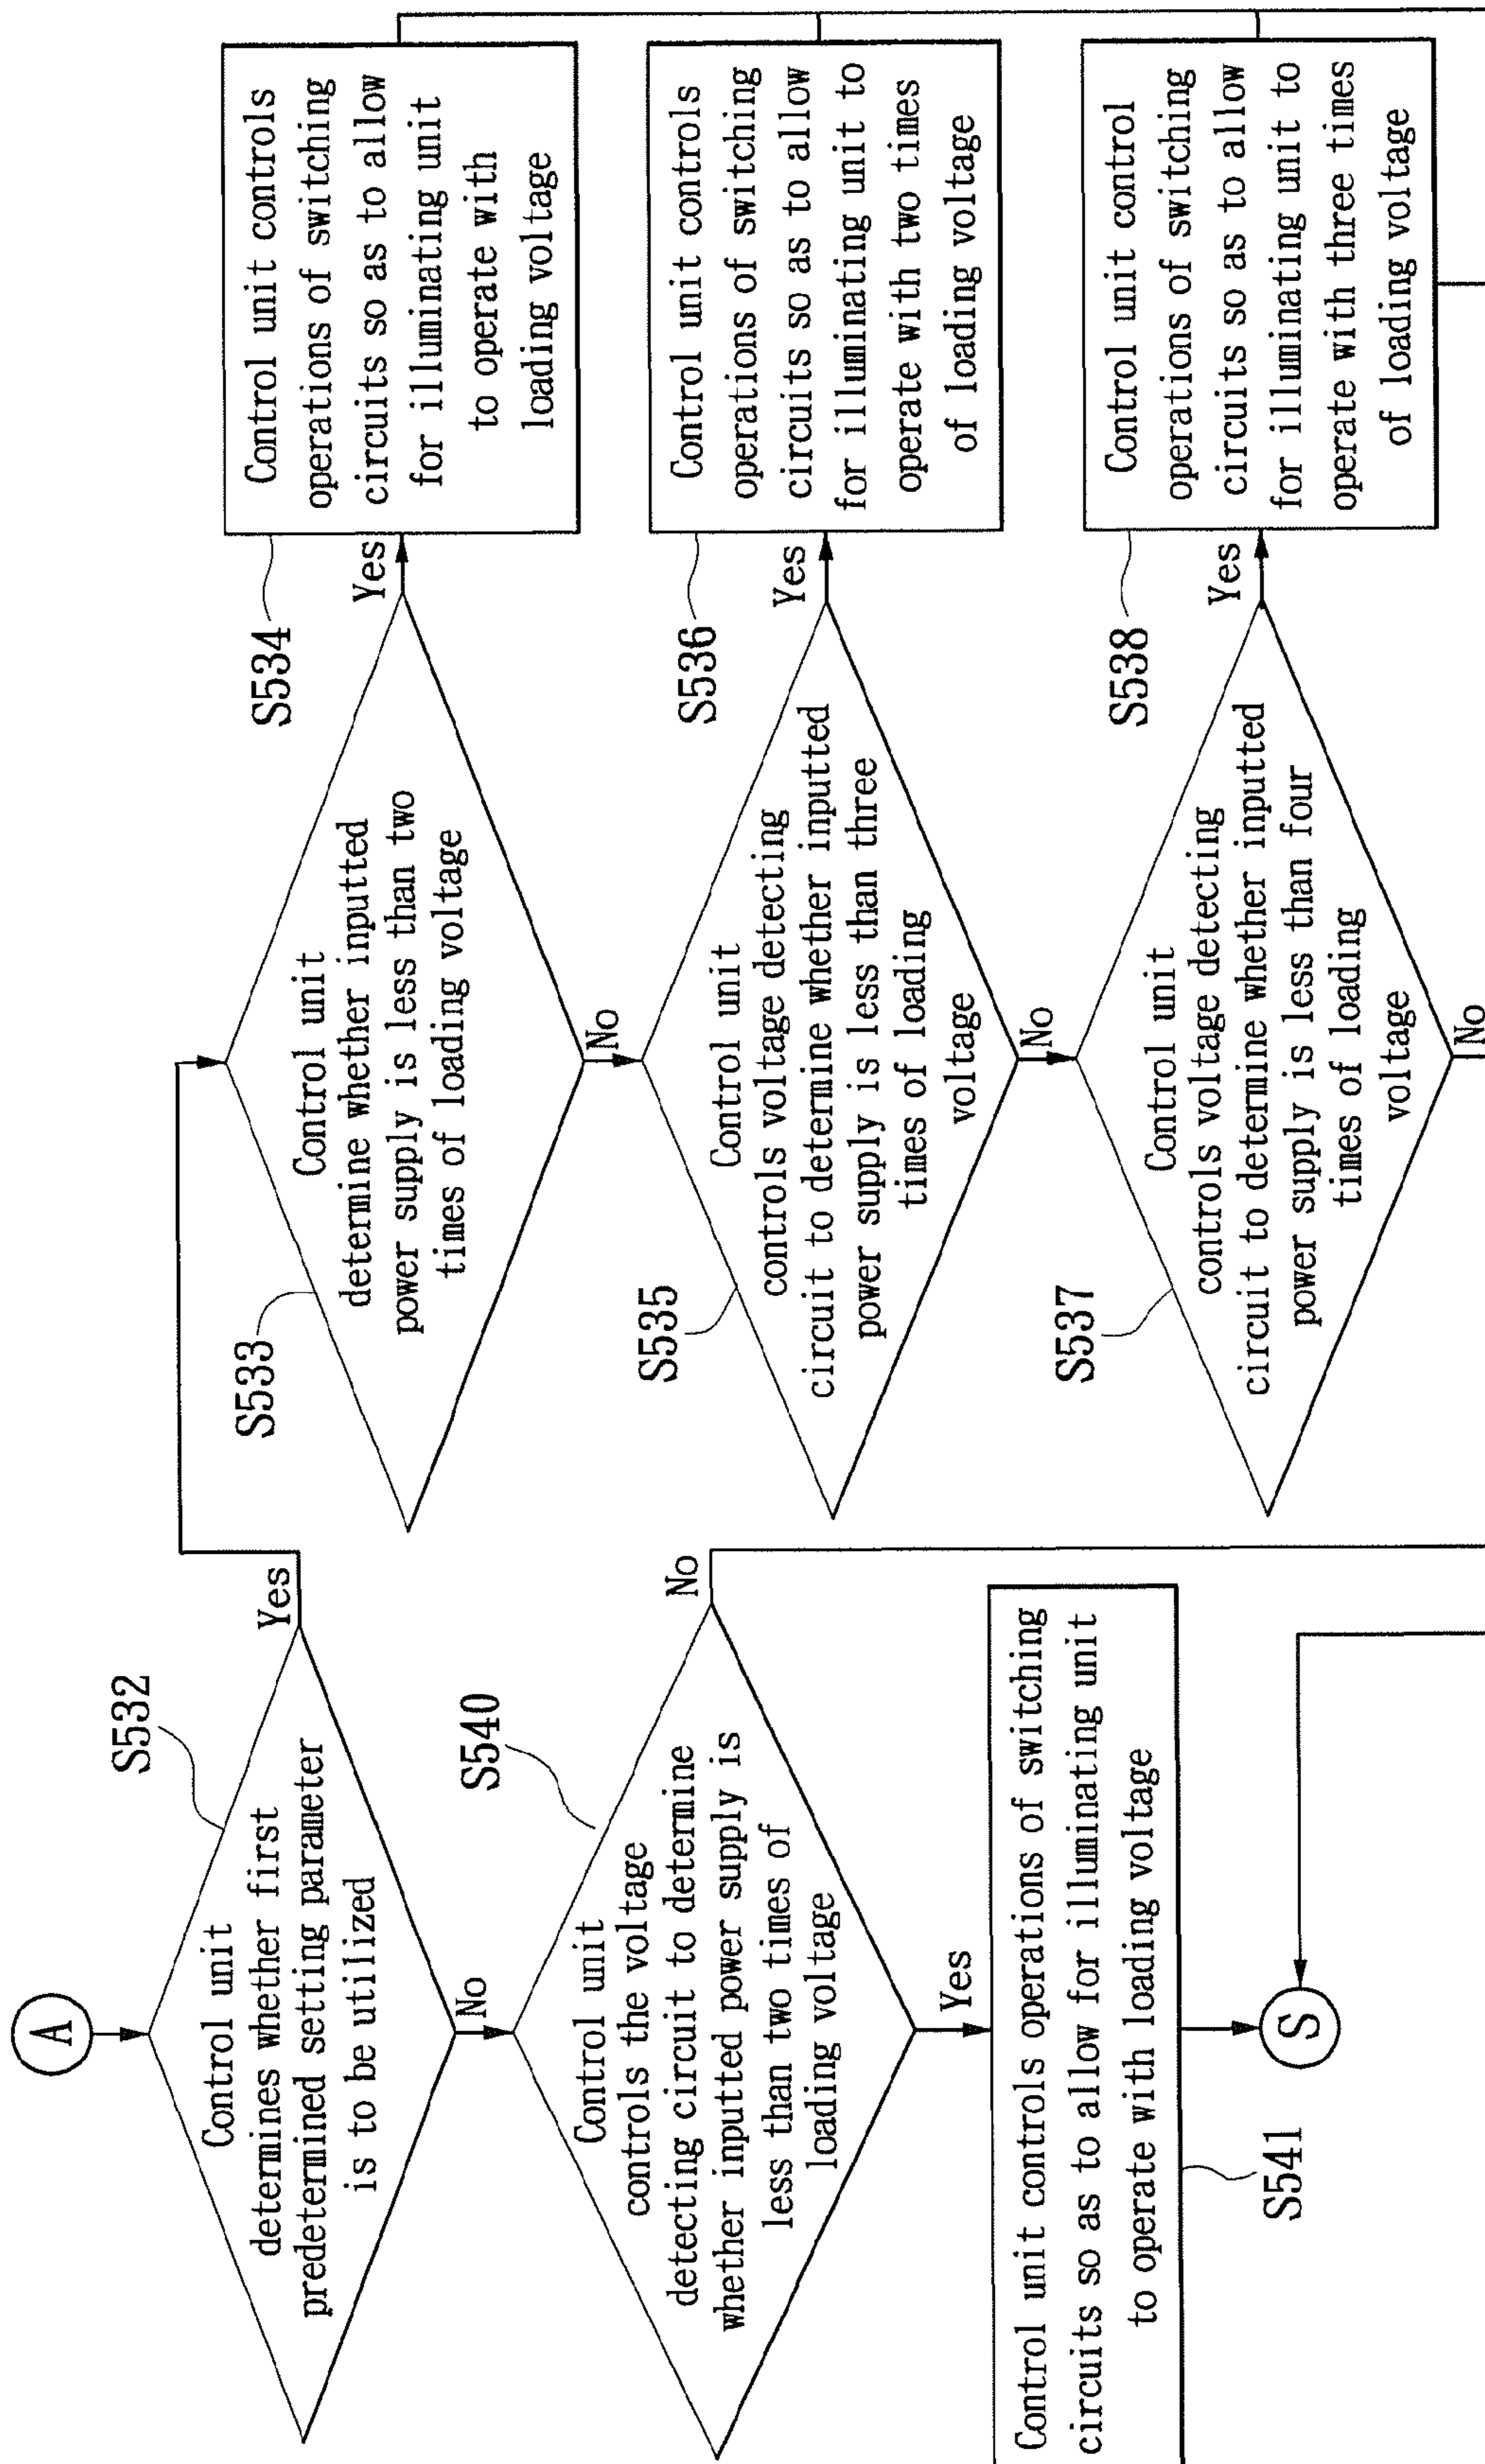 A
S532
Control unit
determines whether first
predetermined setting parameter
is to be utilized
Yes
No
S540
Control unit
controls the voltage
detecting circuit to determine
whether inputted power supply is
less than two times of
loading voltage
No
Yes
Control unit controls operations of switching
circuits so as to allow for illuminating unit
to operate with loading voltage
S541
S
S533
Control unit
determine whether inputted
power supply is less than two
times of loading voltage
Yes
No
S534
Control unit controls
operations of switching
circuits so as to allow
for illuminating unit
to operate with
loading voltage
S535
Control unit
controls voltage detecting
circuit to determine whether inputted
power supply is less than three
times of loading
voltage
Yes
No
S536
Control unit controls
operations of switching
circuits so as to allow
for illuminating unit to
operate with two times
of loading voltage
S537
Control unit
controls voltage detecting
circuit to determine whether inputted
power supply is less than four
times of loading
voltage
Yes
No
S538
Control unit control
operations of switching
circuits so as to allow
for illuminating unit to
operate with three times
of loading voltage